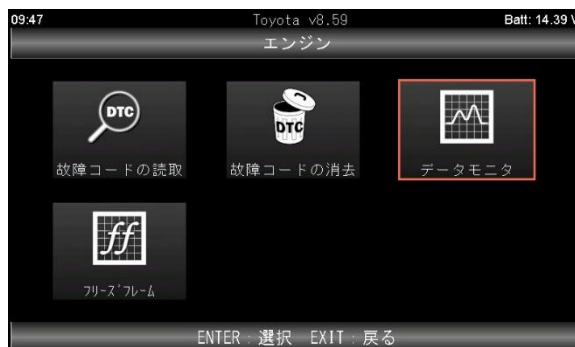 09:47 Toyota v8.59 Batt: 14.39 V
エンジン
DTC
DTC
故障コードの読取 故障コードの消去 データモニタ
ff
フリーズフレーム
ENTER:選択 EXIT:戻る